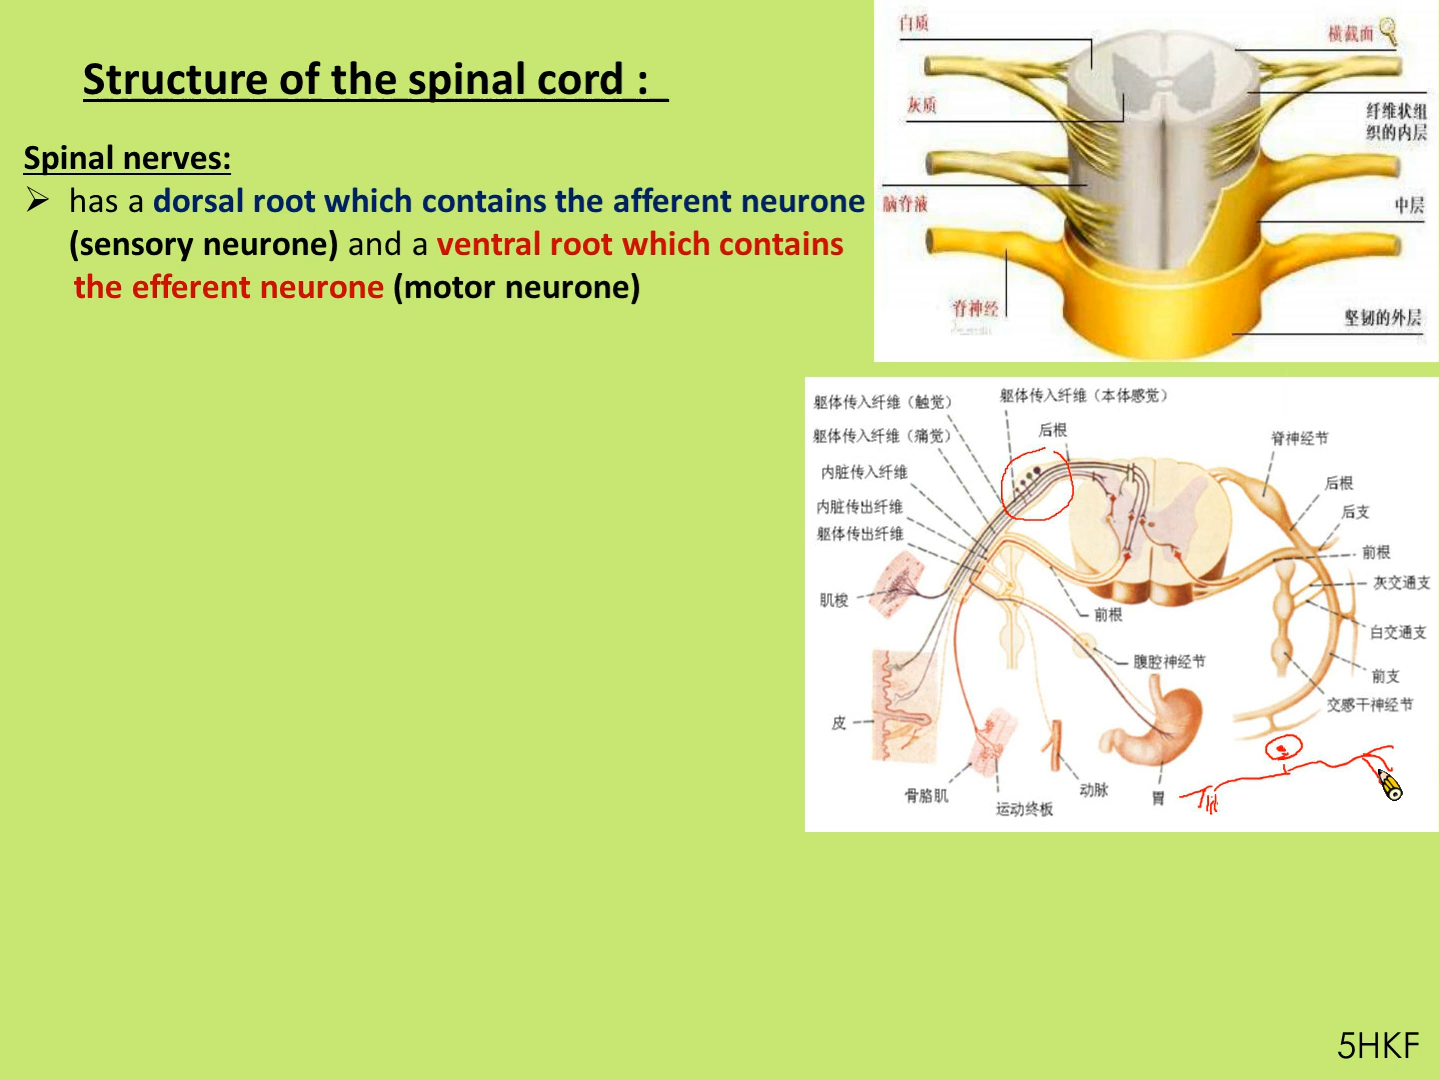 Structure of the spinal cord :
Spinal nerves:
➢ has a dorsal root which contains the afferent neurone
(sensory neurone) and a ventral root which contains
the efferent neurone (motor neurone)
白质
横截面
灰质
纤维状组
织的内层
脑脊液
中层
脊神经
坚韧的外层
躯体传入纤维（触觉）
躯体传入纤维（本体感觉）
后根
躯体传入纤维（痛觉）
脊神经节
内脏传入纤维
后根
内脏传出纤维
后支
躯体传出纤维
前根
灰交通支
肌梭
前根
白交通支
腹腔神经节
前支
交感干神经节
皮
骨骼肌
运动终板
动脉
胃
5HKF